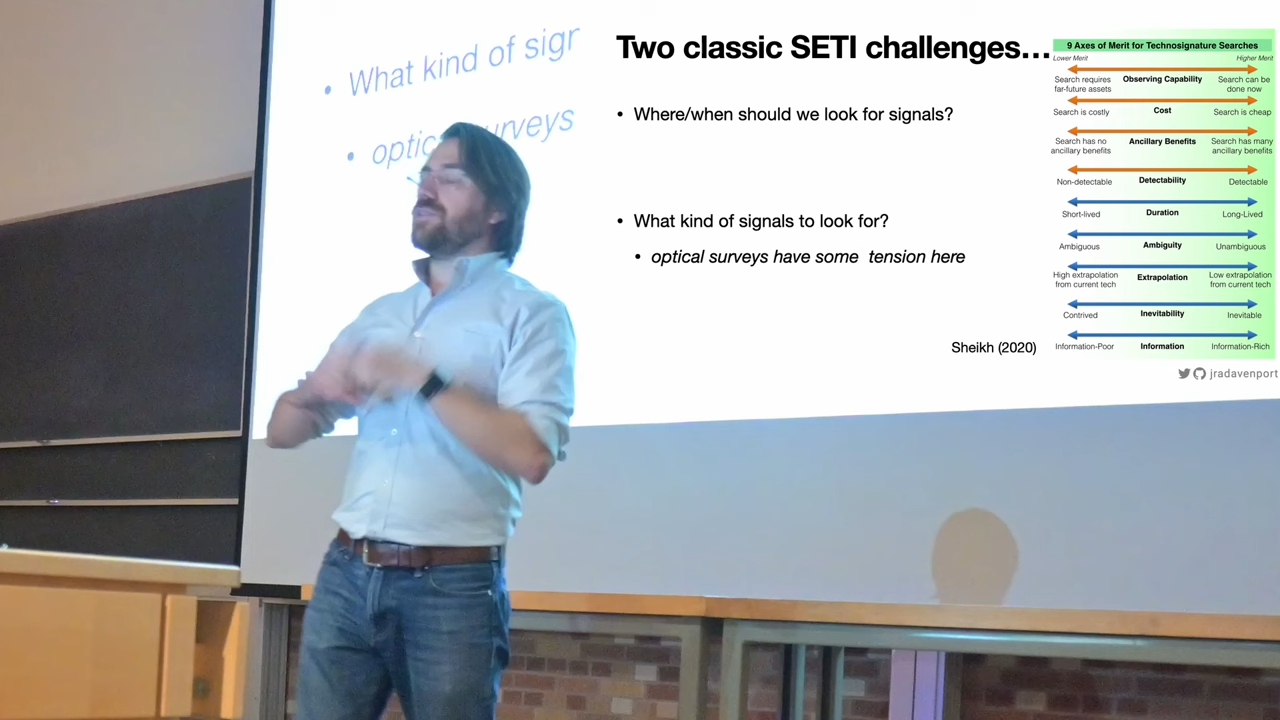 What kind of sigr
optic urveys
Two classic SETI challenges…
• Where/when should we look for signals?
• What kind of signals to look for?
• optical surveys have some tension here
Sheikh (2020)
9 Axes of Merit for Technosignature Searches
Lower Merit Higher Merit
Search requires far-future assets Observing Capability Search can be done now
Search is costly Cost Search is cheap
Search has no ancillary benefits Ancillary Benefits Search has many ancillary benefits
Non-detectable Detectability Detectable
Short-lived Duration Long-Lived
Ambiguous Ambiguity Unambiguous
High extrapolation from current tech Extrapolation Low extrapolation from current tech
Contrived Inevitability Inevitable
Information-Poor Information Information-Rich
jradavenport